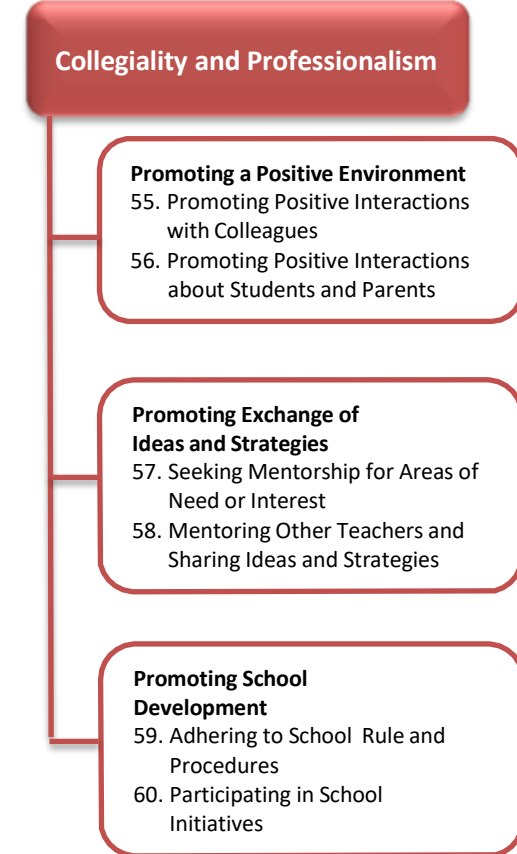 Collegiality and Professionalism
Promoting a Positive Environment
55. Promoting Positive Interactions
with Colleagues
56. Promoting Positive Interactions
about Students and Parents
Promoting Exchange of
Ideas and Strategies
57. Seeking Mentorship for Areas of
Need or Interest
58. Mentoring Other Teachers and
Sharing Ideas and Strategies
Promoting School
Development
59. Adhering to School Rule and
Procedures
60. Participating in School
Initiatives